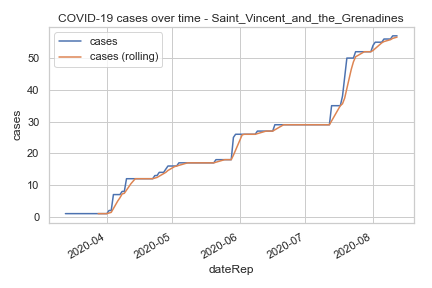 COVID-19 cases over time - Saint_Vincent_and_the_Grenadines
cases
cases (rolling)
50
40
30
20
10
0
cases
2020-04
2020-05
2020-06
2020-07
2020-08
dateRep